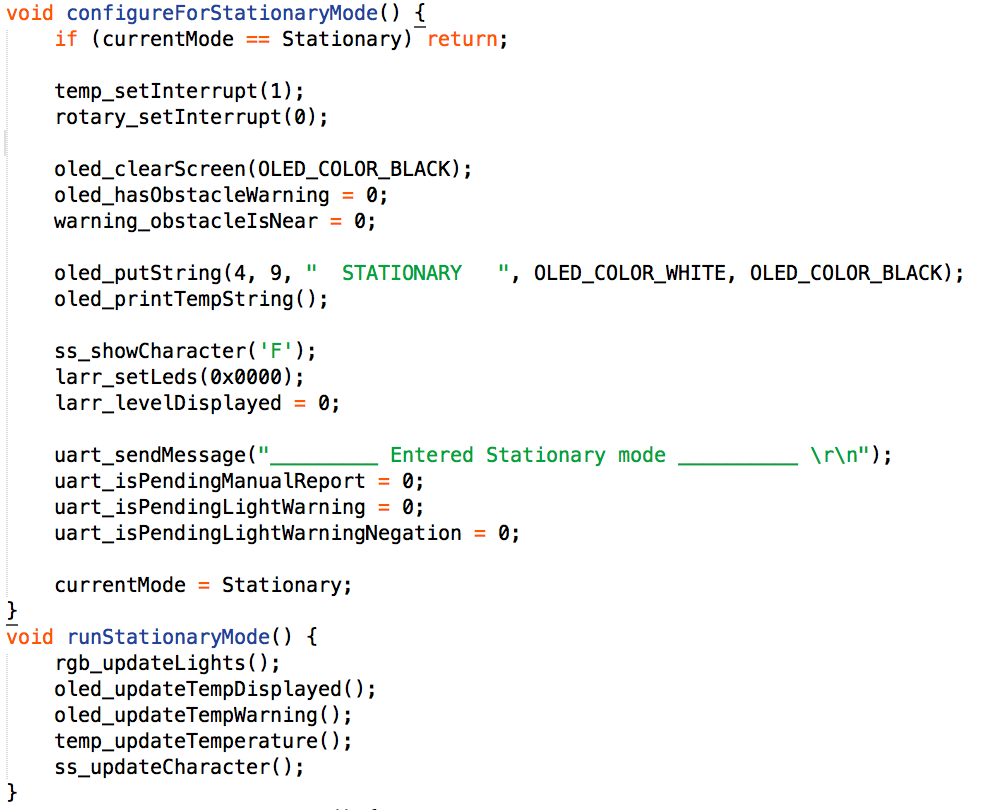 void configureForStationaryMode() {
    if (currentMode == Stationary) return;

    temp_setInterrupt(1);
    rotary_setInterrupt(0);

    oled_clearScreen(OLED_COLOR_BLACK);
    oled_hasObstacleWarning = 0;
    warning_obstacleIsNear = 0;

    oled_putString(4, 9, "  STATIONARY   ", OLED_COLOR_WHITE, OLED_COLOR_BLACK);
    oled_printTempString();

    ss_showCharacter('F');
    larr_setLeds(0x0000);
    larr_levelDisplayed = 0;

    uart_sendMessage("_________ Entered Stationary mode __________ \r\n");
    uart_isPendingManualReport = 0;
    uart_isPendingLightWarning = 0;
    uart_isPendingLightWarningNegation = 0;

    currentMode = Stationary;
}
void runStationaryMode() {
    rgb_updateLights();
    oled_updateTempDisplayed();
    oled_updateTempWarning();
    temp_updateTemperature();
    ss_updateCharacter();
}